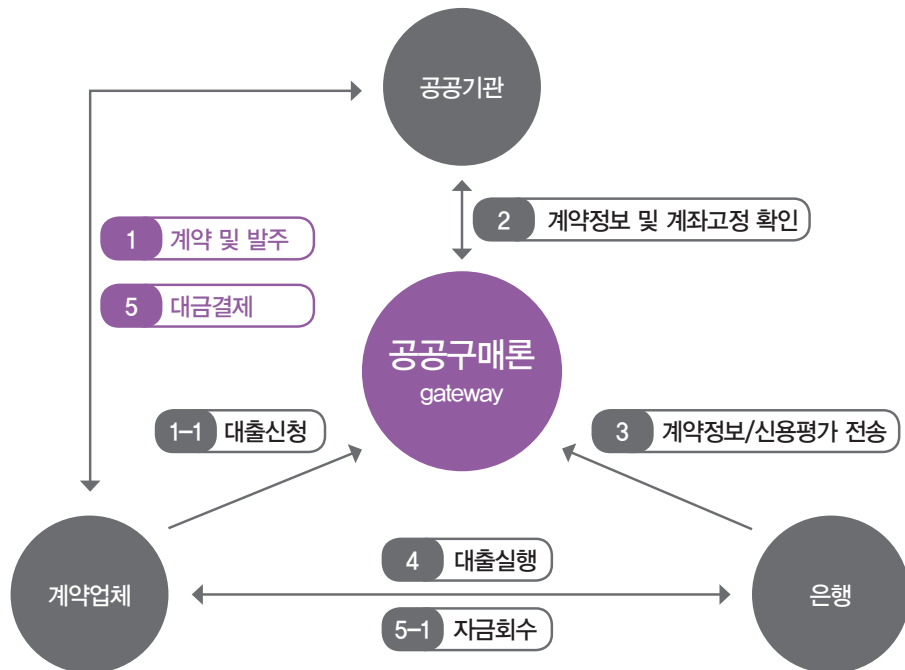 공공기관
2 계약정보 및 계좌고정 확인
1 계약 및 발주
5 대금결제
공공구매론
gateway
1-1 대출신청
3 계약정보/신용평가 전송
4 대출실행
계약업체
은행
5-1 자금회수